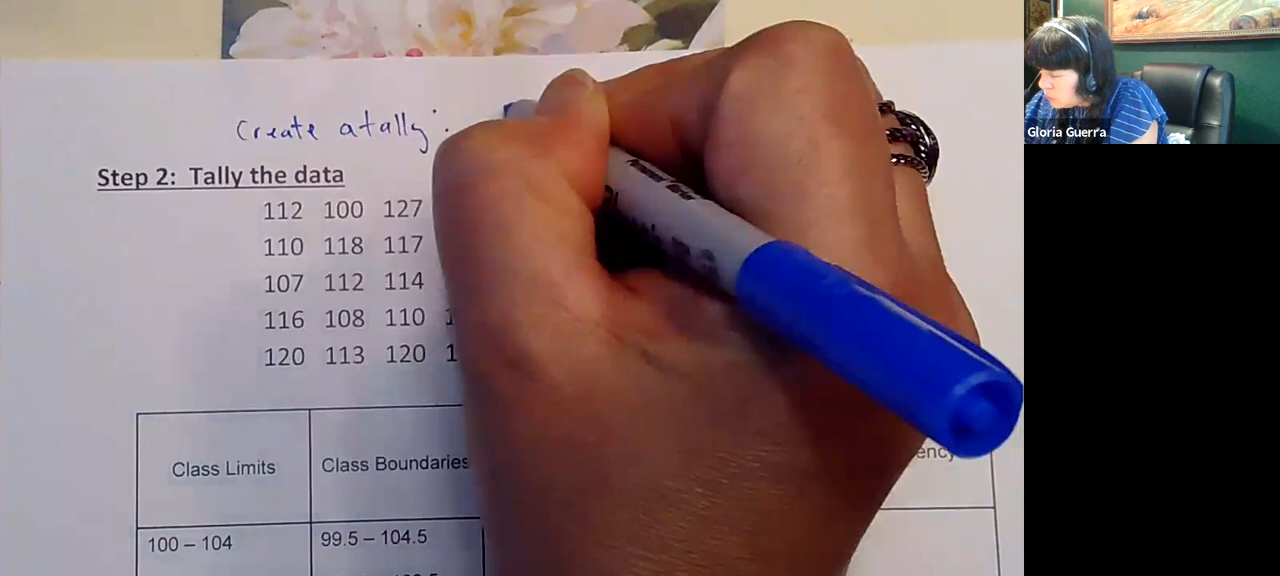 Create a tally:
Step 2: Tally the data
112 100 127
110 118 117
107 112 114
116 108 110
120 113 120
Class Limits Class Boundaries
100 – 104 99.5 – 104.5
Gloria Guerra